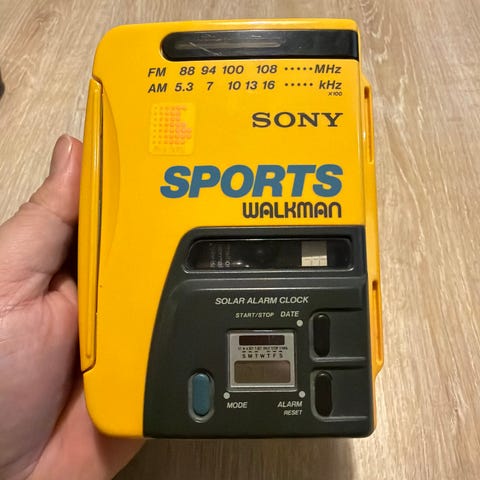 FM 88 94 100 108 ••••• MHz
AM 5.3 7 10 13 16 ••••• kHz
X100
SONY
SPORTS
WALKMAN
SOLAR ALARM CLOCK
START/STOP DATE
S M T W T F S
MODE
ALARM
RESET